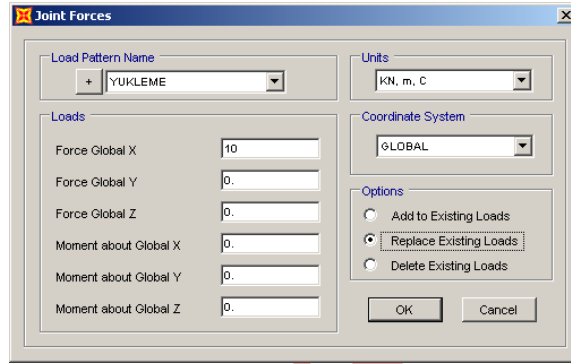 Joint Forces
Load Pattern Name
+ YUKLEME
Units
KN, m, C
Loads
Force Global X 10
Force Global Y 0.
Force Global Z 0.
Moment about Global X 0.
Moment about Global Y 0.
Moment about Global Z 0.
Coordinate System
GLOBAL
Options
Add to Existing Loads
Replace Existing Loads
Delete Existing Loads
OK Cancel